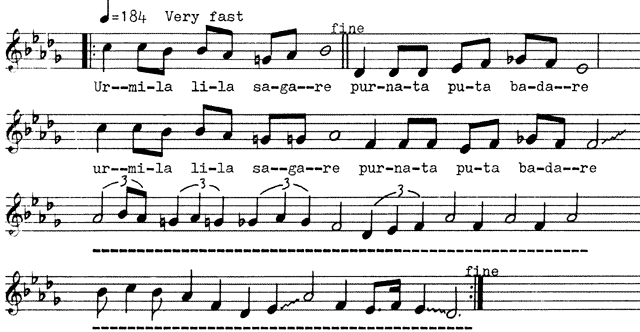 ♩=184 Very fast
fine
Ur--mi-la li-la sa-ga--re pur-na-ta pu-ta ba-da--re
ur--mi-la li-la sa--ga--re pur-na-ta pu-ta ba-da--re
3 3 3 3
fine